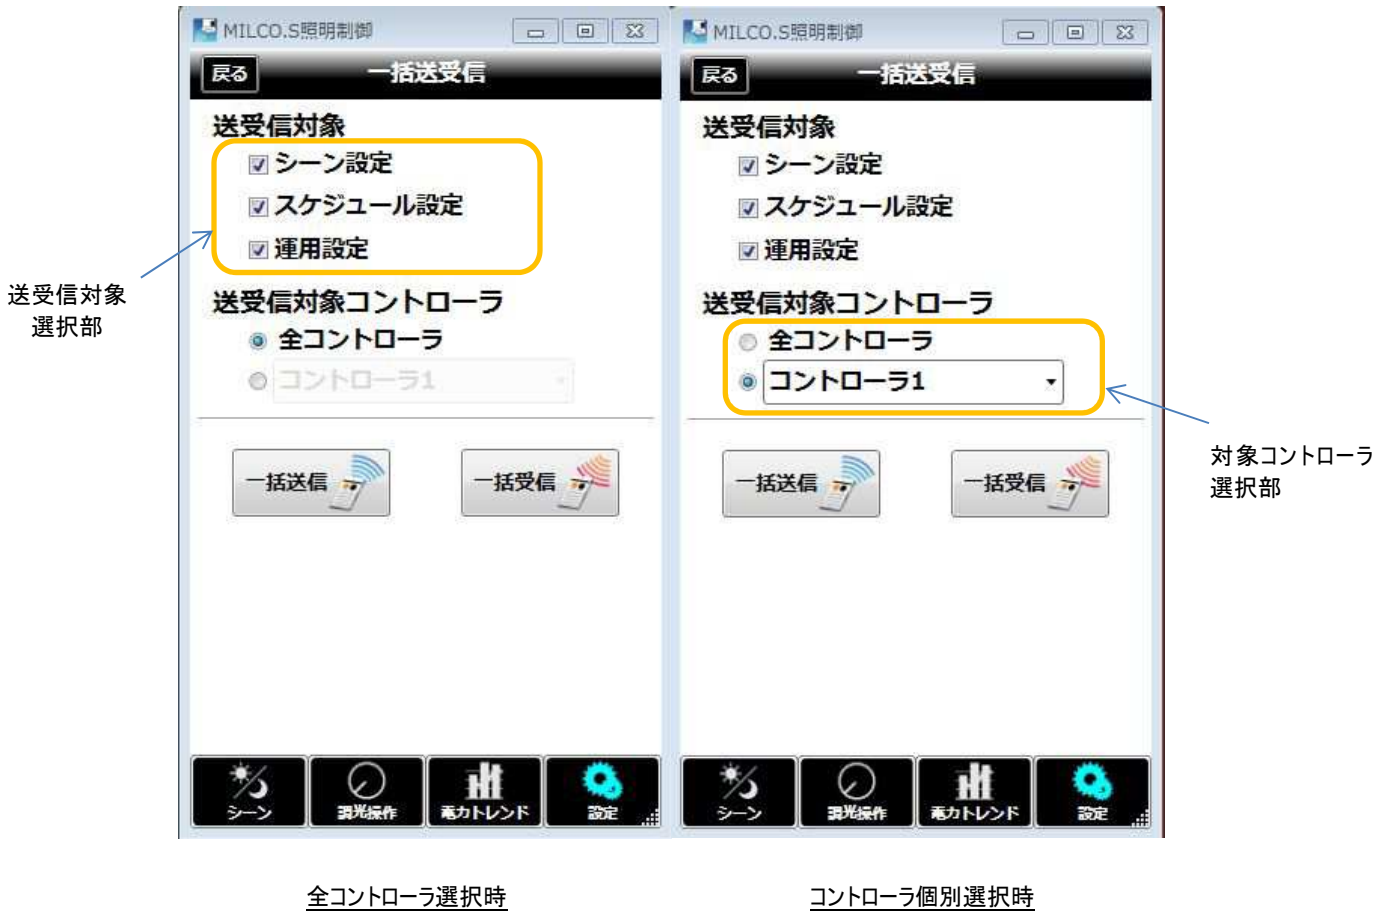 MILCO.S照明制御
戻る
一括送受信
送受信対象
シーン設定
スケジュール設定
運用設定
送受信対象コントローラ
全コントローラ
コントローラ1
一括送信
一括受信
シーン
調光操作
電力トレンド
設定
MILCO.S照明制御
戻る
一括送受信
送受信対象
シーン設定
スケジュール設定
運用設定
送受信対象コントローラ
全コントローラ
コントローラ1
一括送信
一括受信
シーン
調光操作
電力トレンド
設定
送受信対象
選択部
対象コントローラ
選択部
全コントローラ選択時
コントローラ個別選択時